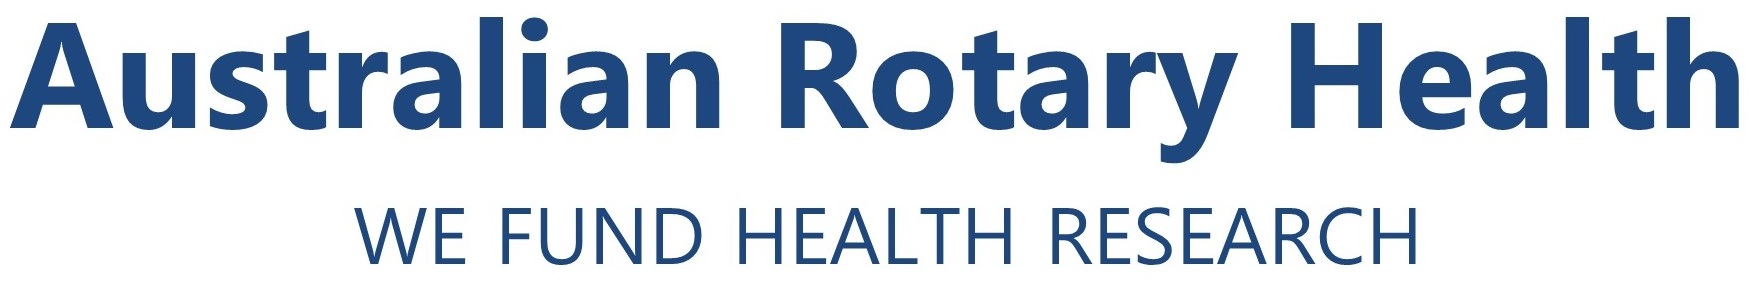 Australian Rotary Health
WE FUND HEALTH RESEARCH